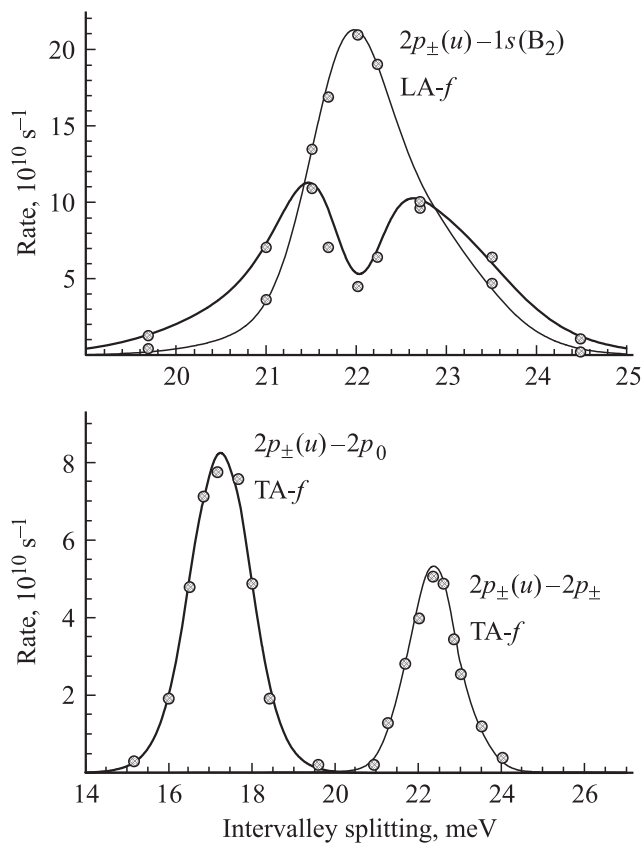 20
15
10
5
Rate, 10^10 s^−1
2p±(u)−1s(B2)
LA-f
20 21 22 23 24 25
8
6
4
2
Rate, 10^10 s^−1
2p±(u)−2p0
TA-f
2p±(u)−2p±
TA-f
14 16 18 20 22 24 26
Intervalley splitting, meV